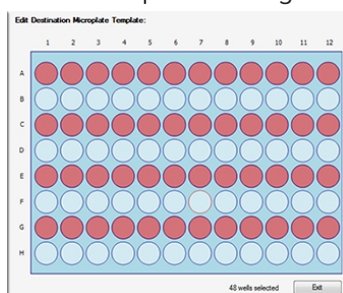 Edit Destination Microplate Template:
1 2 3 4 5 6 7 8 9 10 11 12
A
B
C
D
E
F
G
H
48 wells selected Exit